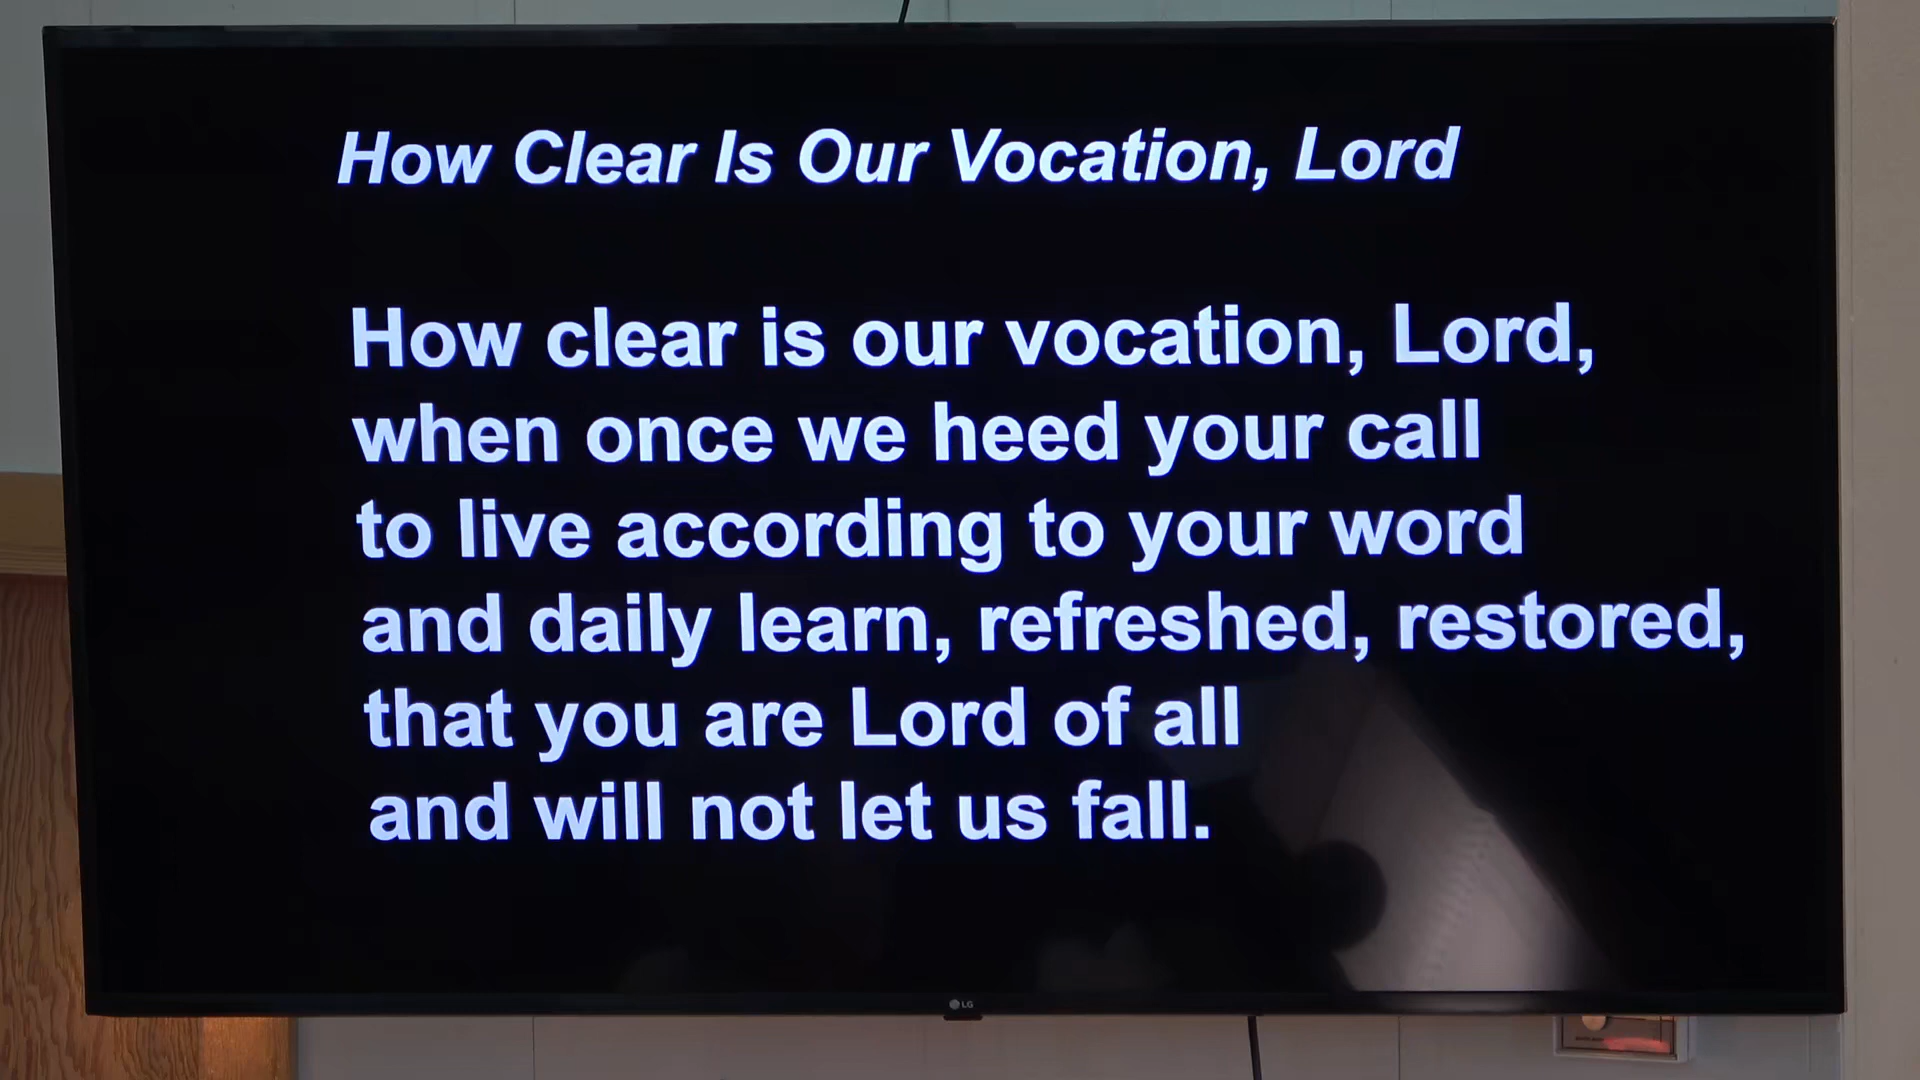 How Clear Is Our Vocation, Lord
How clear is our vocation, Lord,
when once we heed your call
to live according to your word
and daily learn, refreshed, restored,
that you are Lord of all
and will not let us fall.
LG